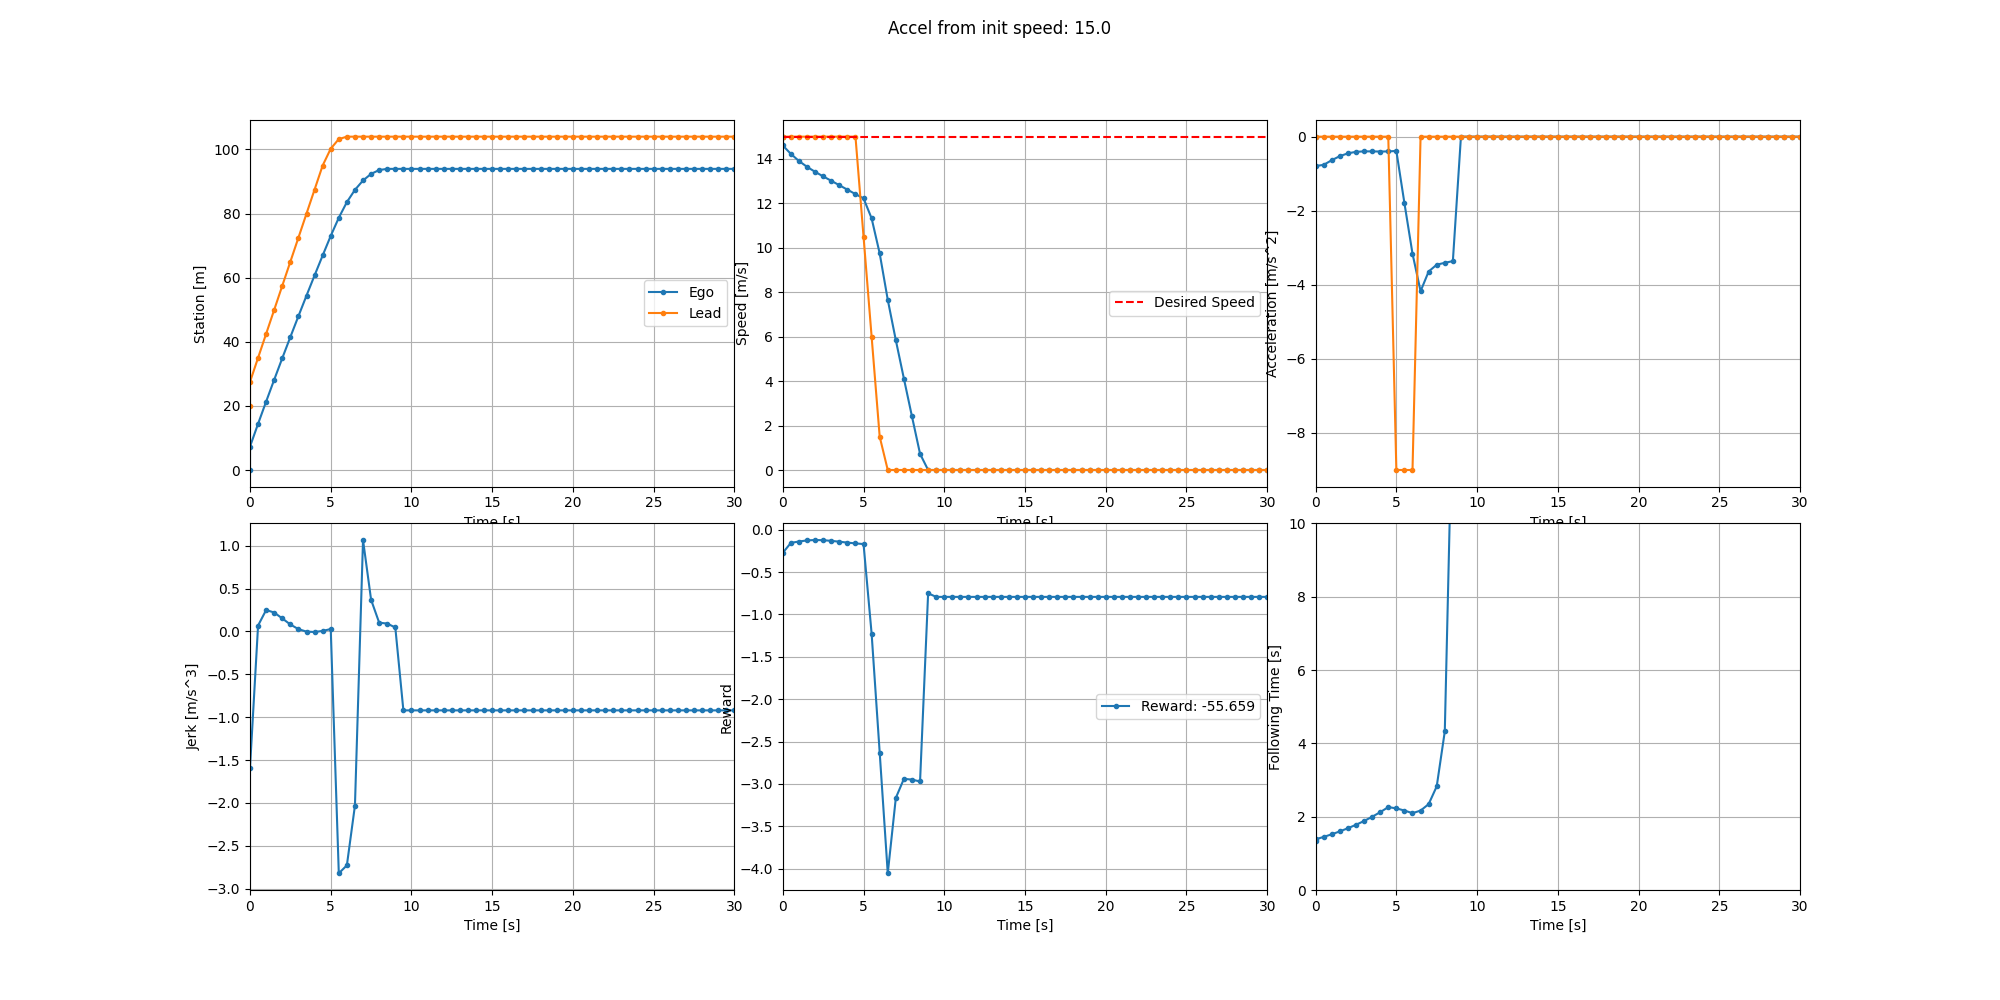 Accel from init speed: 15.0
Station [m]
100
80
60
40
20
0
0 5 10 15 20 25 30
Time [s]
Ego
Lead
Speed [m/s]
14
12
10
8
6
4
2
0
0 5 10 15 20 25 30
Time [s]
Desired Speed
Acceleration [m/s^2]
0
−2
−4
−6
−8
0 5 10 15 20 25 30
Time [s]
Jerk [m/s^3]
1.0
0.5
0.0
−0.5
−1.0
−1.5
−2.0
−2.5
−3.0
0 5 10 15 20 25 30
Time [s]
Reward
0.0
−0.5
−1.0
−1.5
−2.0
−2.5
−3.0
−3.5
−4.0
0 5 10 15 20 25 30
Time [s]
Reward: -55.659
Following Time [s]
10
8
6
4
2
0
0 5 10 15 20 25 30
Time [s]